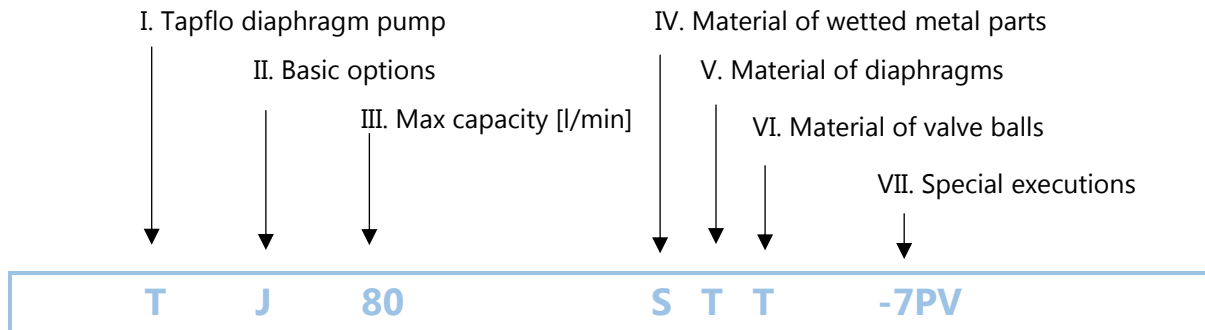 I. Tapflo diaphragm pump
IV. Material of wetted metal parts
II. Basic options
V. Material of diaphragms
III. Max capacity [l/min]
VI. Material of valve balls
VII. Special executions
T J 80 S T T -7PV